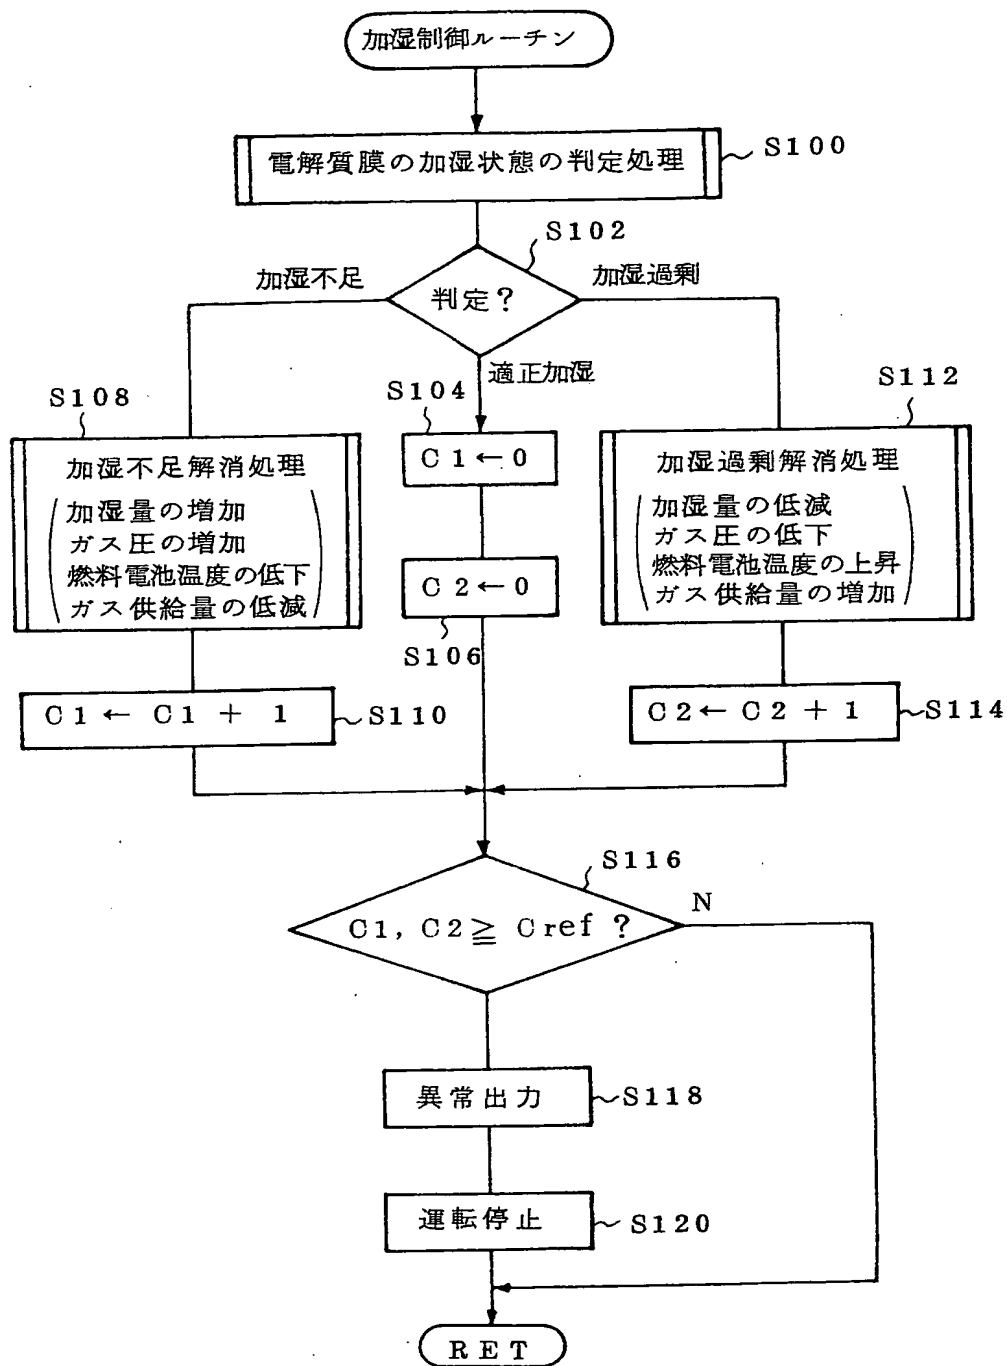 加湿制御ルーチン
電解質膜の加湿状態の判定処理
S100
S102
加湿不足
判定?
加湿過剰
適正加湿
S108
S104
S112
加湿不足解消処理
加湿量の増加
ガス圧の増加
燃料電池温度の低下
ガス供給量の低減
C1←0
加湿過剰解消処理
加湿量の低減
ガス圧の低下
燃料電池温度の上昇
ガス供給量の増加
C2←0
S106
C1 ← C1 + 1
S110
C2← C2 + 1
S114
S116
C1, C2≧ Cref ?
N
異常出力
S118
運転停止
S120
RET